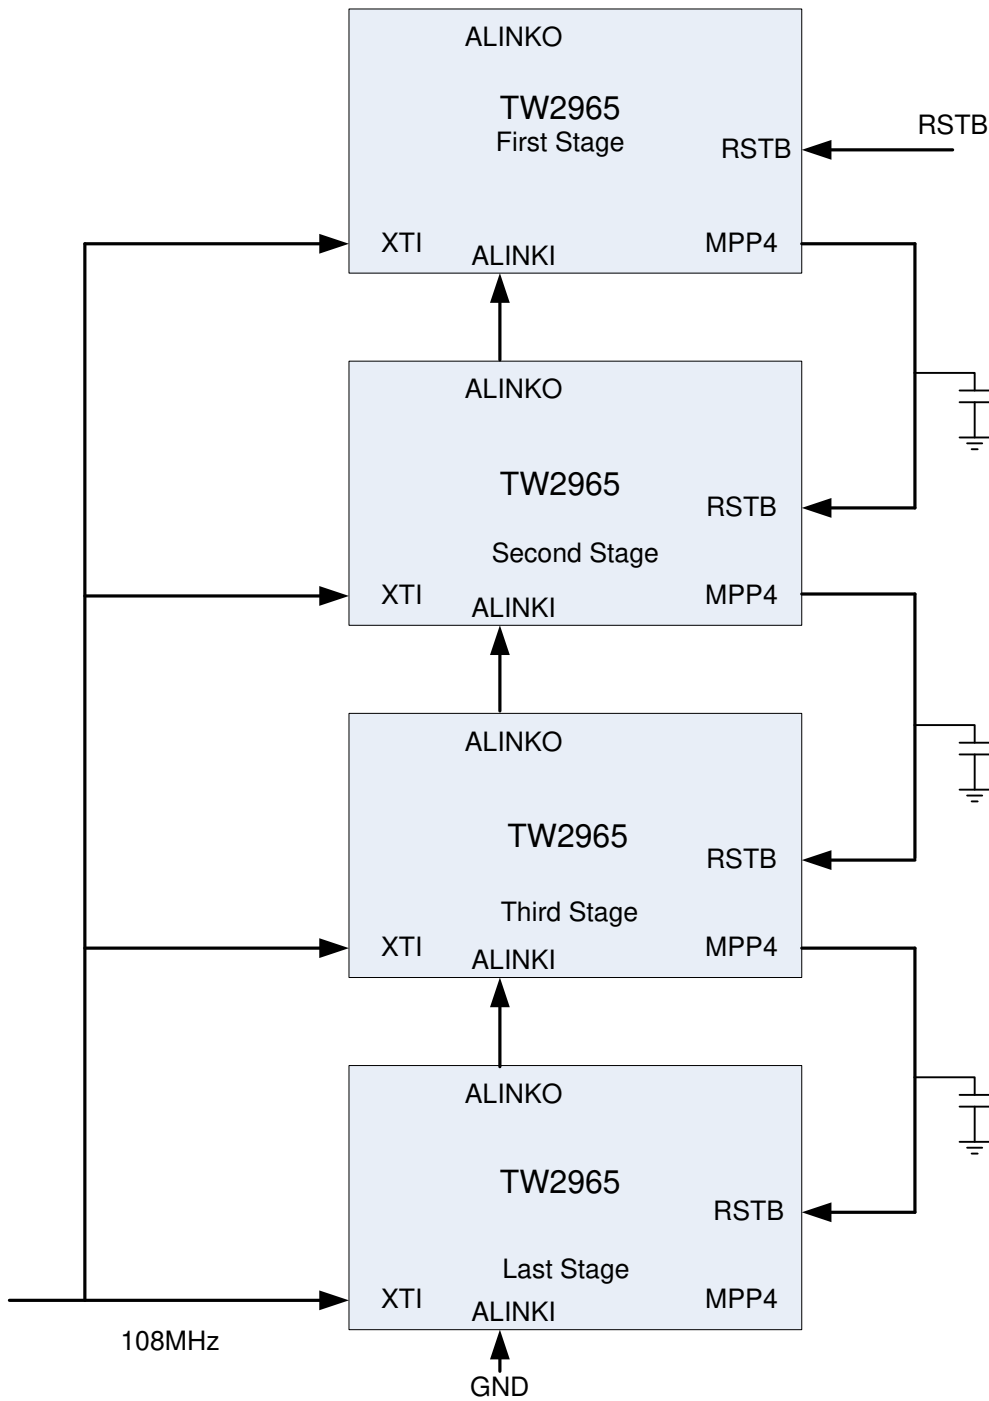 ALINKO
TW2965
First Stage
RSTB
RSTB
XTI
ALINKI
MPP4
ALINKO
TW2965
RSTB
Second Stage
XTI
ALINKI
MPP4
ALINKO
TW2965
RSTB
Third Stage
XTI
ALINKI
MPP4
ALINKO
TW2965
RSTB
Last Stage
XTI
ALINKI
MPP4
108MHz
GND